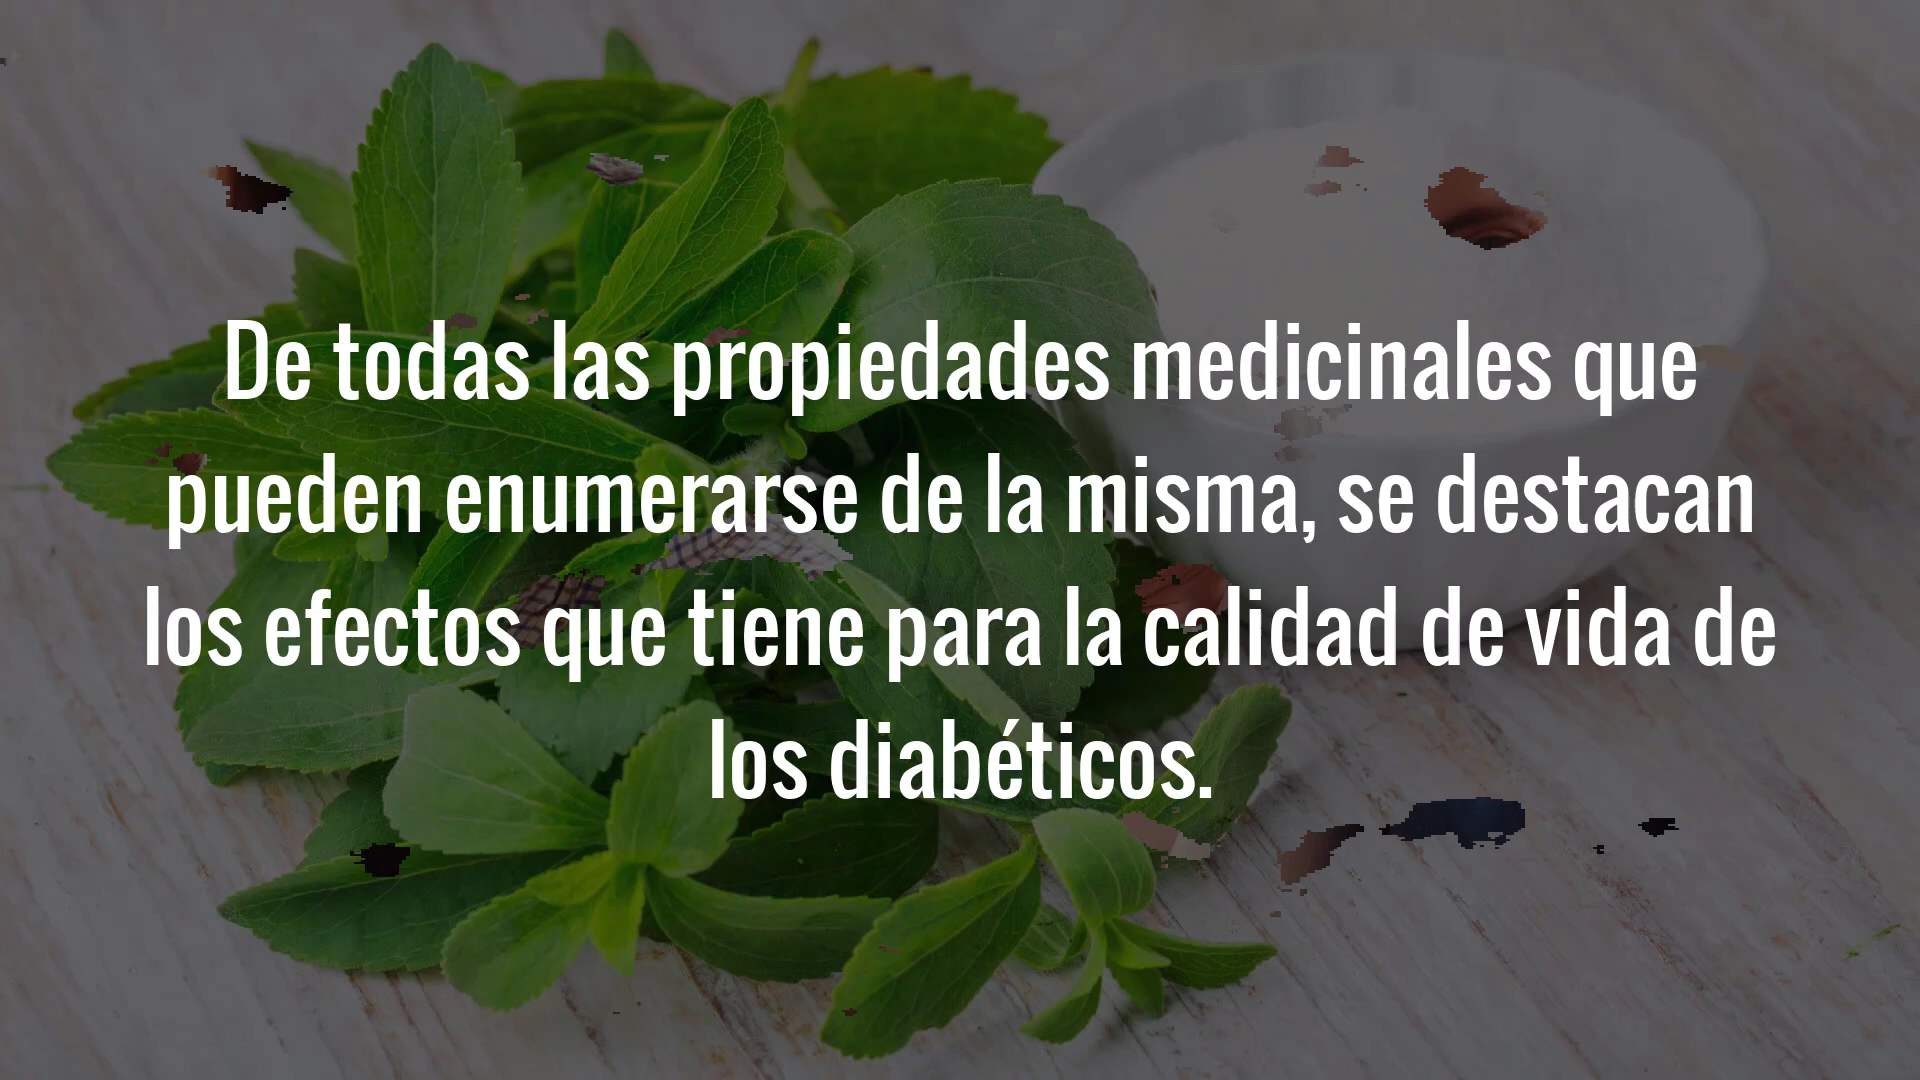 De todas las propiedades medicinales que
pueden enumerarse de la misma, se destacan
los efectos que tiene para la calidad de vida de
los diabéticos.